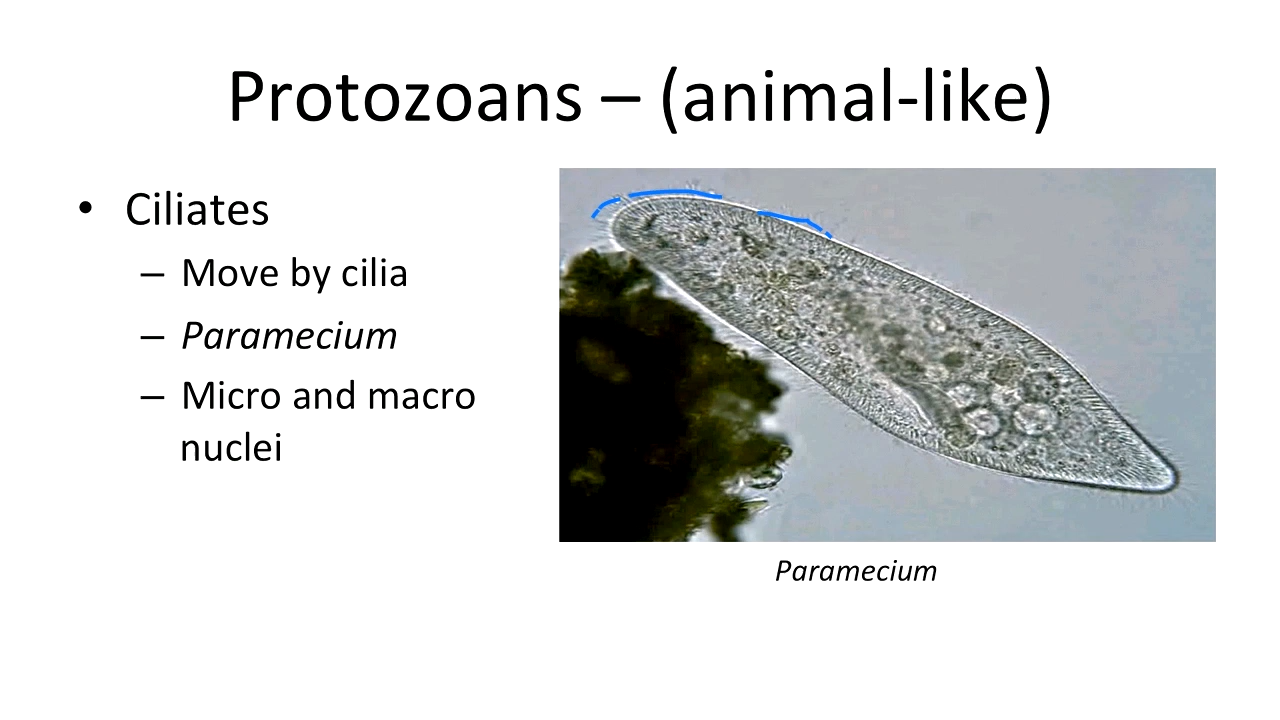 Protozoans – (animal-like)
• Ciliates
– Move by cilia
– Paramecium
– Micro and macro
nuclei
Paramecium